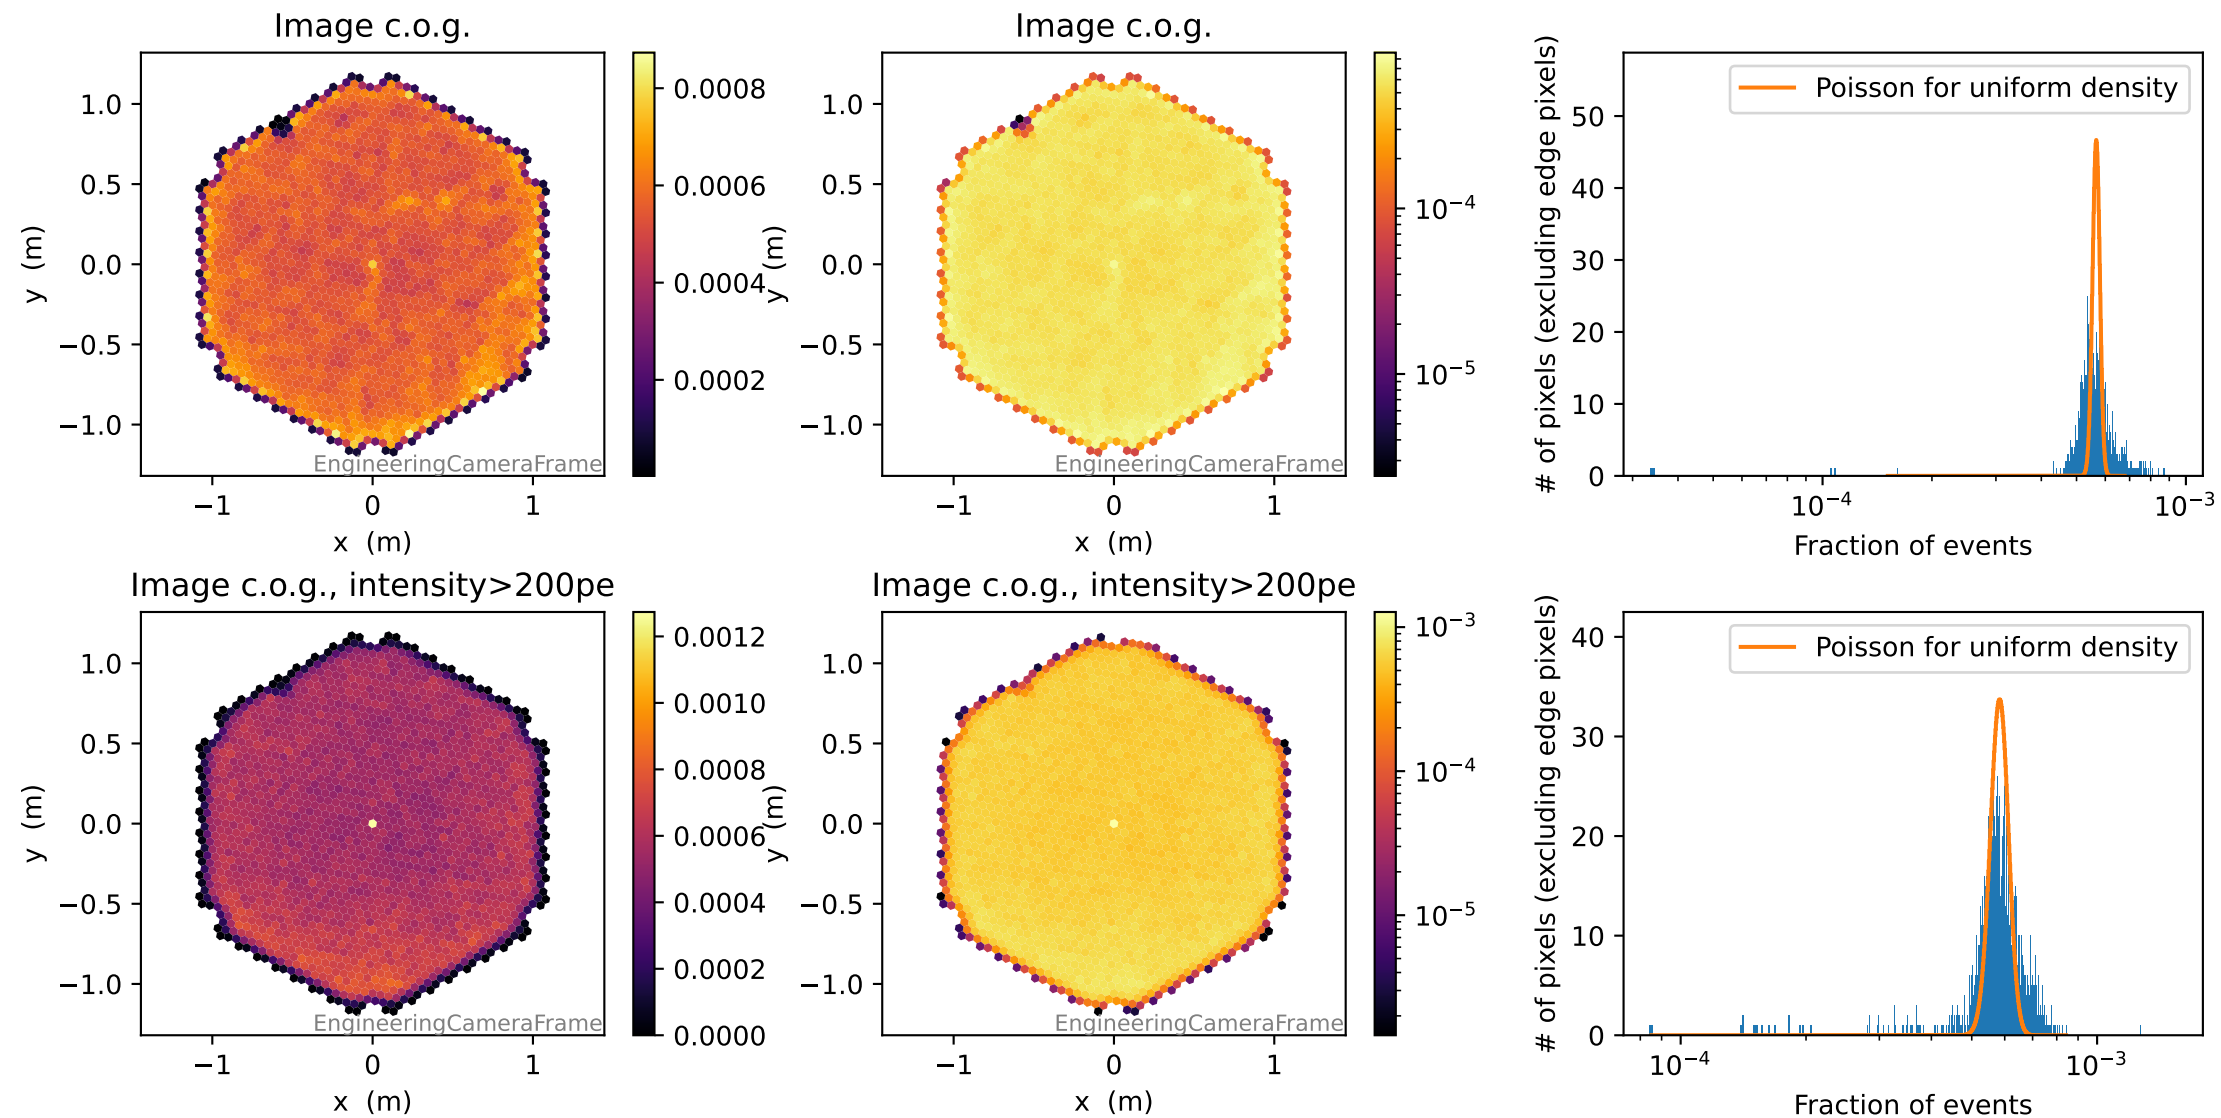 Image c.o.g.
1.0
0.5
0.0
−0.5
−1.0
y (m)
−1
0
1
x (m)
EngineeringCameraFrame
0.0008
0.0006
0.0004
0.0002
Image c.o.g.
1.0
0.5
0.0
−0.5
−1.0
y (m)
−1
0
1
x (m)
EngineeringCameraFrame
10⁻⁴
10⁻⁵
Poisson for uniform density
# of pixels (excluding edge pixels)
50
40
30
20
10
0
10⁻⁴
10⁻³
Fraction of events
Image c.o.g., intensity>200pe
1.0
0.5
0.0
−0.5
−1.0
y (m)
−1
0
1
x (m)
EngineeringCameraFrame
0.0012
0.0010
0.0008
0.0006
0.0004
0.0002
0.0000
Image c.o.g., intensity>200pe
1.0
0.5
0.0
−0.5
−1.0
y (m)
−1
0
1
x (m)
EngineeringCameraFrame
10⁻³
10⁻⁴
10⁻⁵
Poisson for uniform density
# of pixels (excluding edge pixels)
40
30
20
10
0
10⁻⁴
10⁻³
Fraction of events